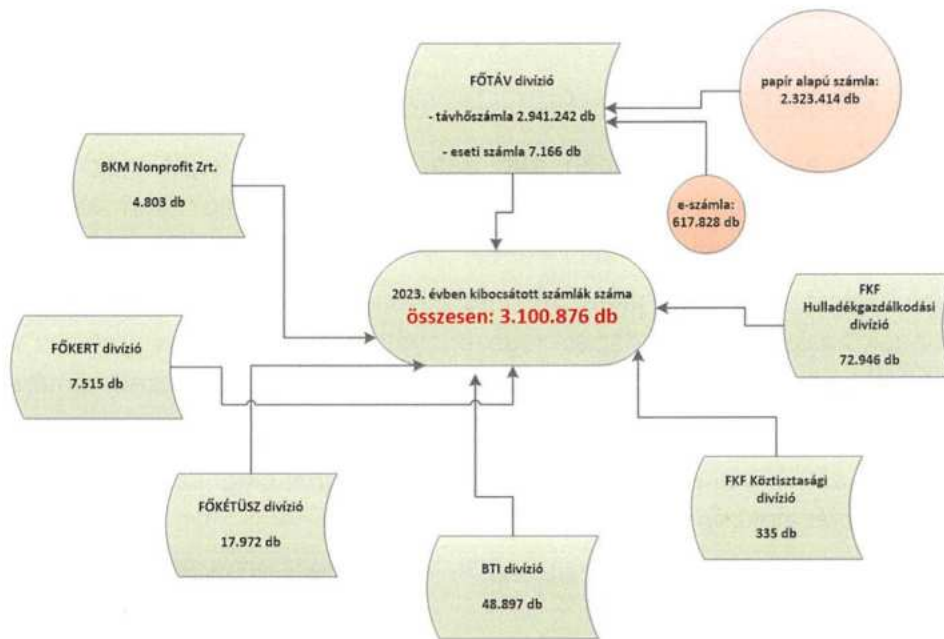 FŐTÁV divízió
- távhőszámla 2.941.242 db
- eseti számla 7.166 db
papír alapú számla:
2.323.414 db
e-számla:
617.828 db
BKM Nonprofit Zrt.
4.803 db
2023. évben kibocsátott számlák száma
összesen: 3.100.876 db
FKF
Hulladékgazdálkodási
divízió
72.946 db
FŐKERT divízió
7.515 db
FŐKÉTÜSZ divízió
17.972 db
BTI divízió
48.897 db
FKF Köztisztasági
divízió
335 db